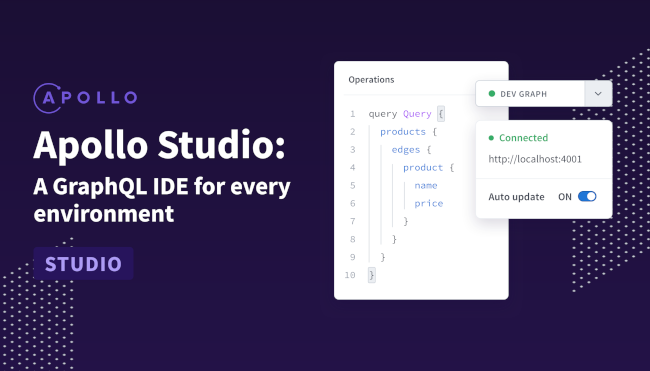 APOLLO
Apollo Studio:
A GraphQL IDE for every
environment
STUDIO
Operations
1 query Query {
2 products {
3 edges {
4 product {
5 name
6 price
7 }
8 }
9 }
10 }
DEV GRAPH
Connected
http://localhost:4001
Auto update ON